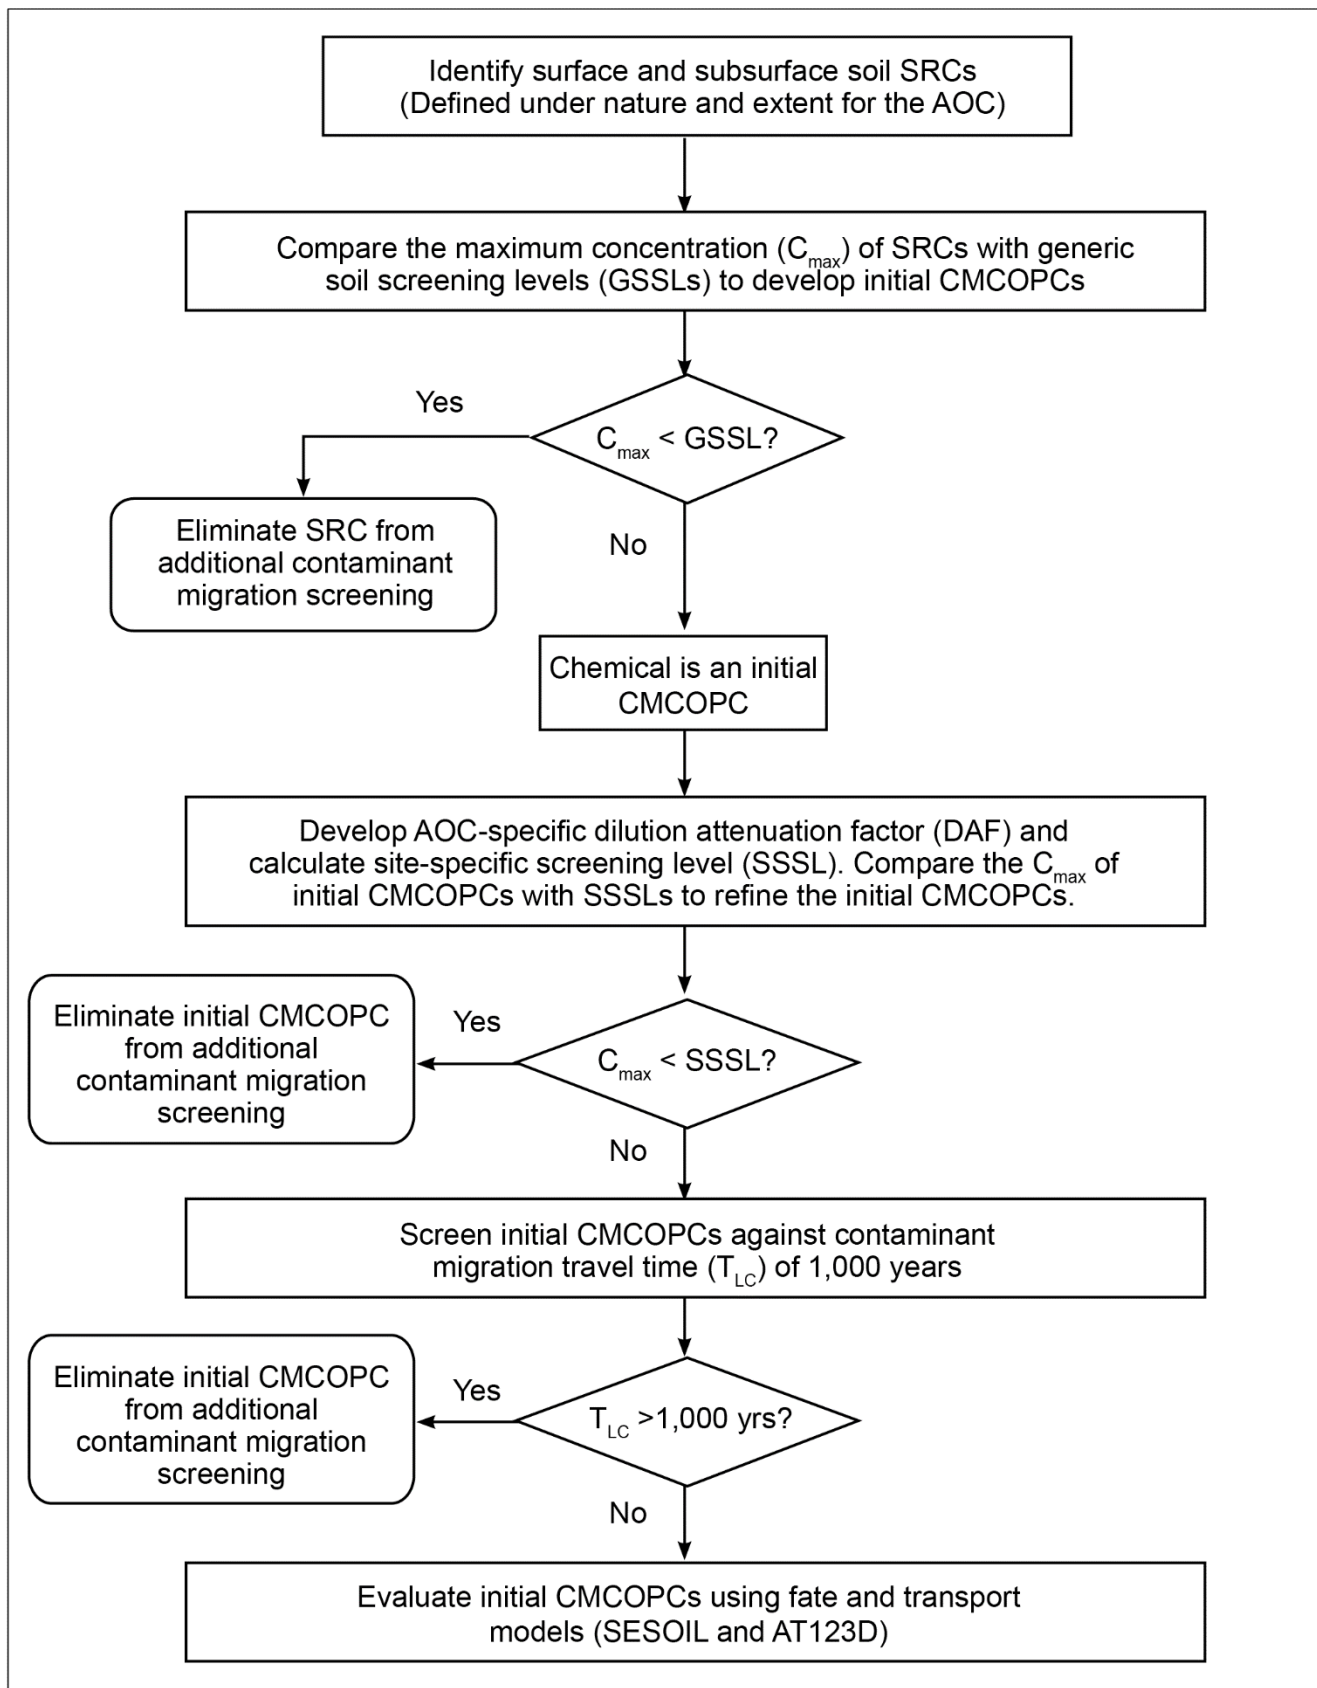 Identify surface and subsurface soil SRCs
(Defined under nature and extent for the AOC)
Compare the maximum concentration (Cmax) of SRCs with generic
soil screening levels (GSSLs) to develop initial CMCOPCs
Yes
Cmax < GSSL?
Eliminate SRC from
additional contaminant
migration screening
No
Chemical is an initial
CMCOPC
Develop AOC-specific dilution attenuation factor (DAF) and
calculate site-specific screening level (SSSL). Compare the Cmax of
initial CMCOPCs with SSSLs to refine the initial CMCOPCs.
Eliminate initial CMCOPC
from additional
contaminant migration
screening
Yes
Cmax < SSSL?
No
Screen initial CMCOPCs against contaminant
migration travel time (TLC) of 1,000 years
Eliminate initial CMCOPC
from additional
contaminant migration
screening
Yes
TLC >1,000 yrs?
No
Evaluate initial CMCOPCs using fate and transport
models (SESOIL and AT123D)